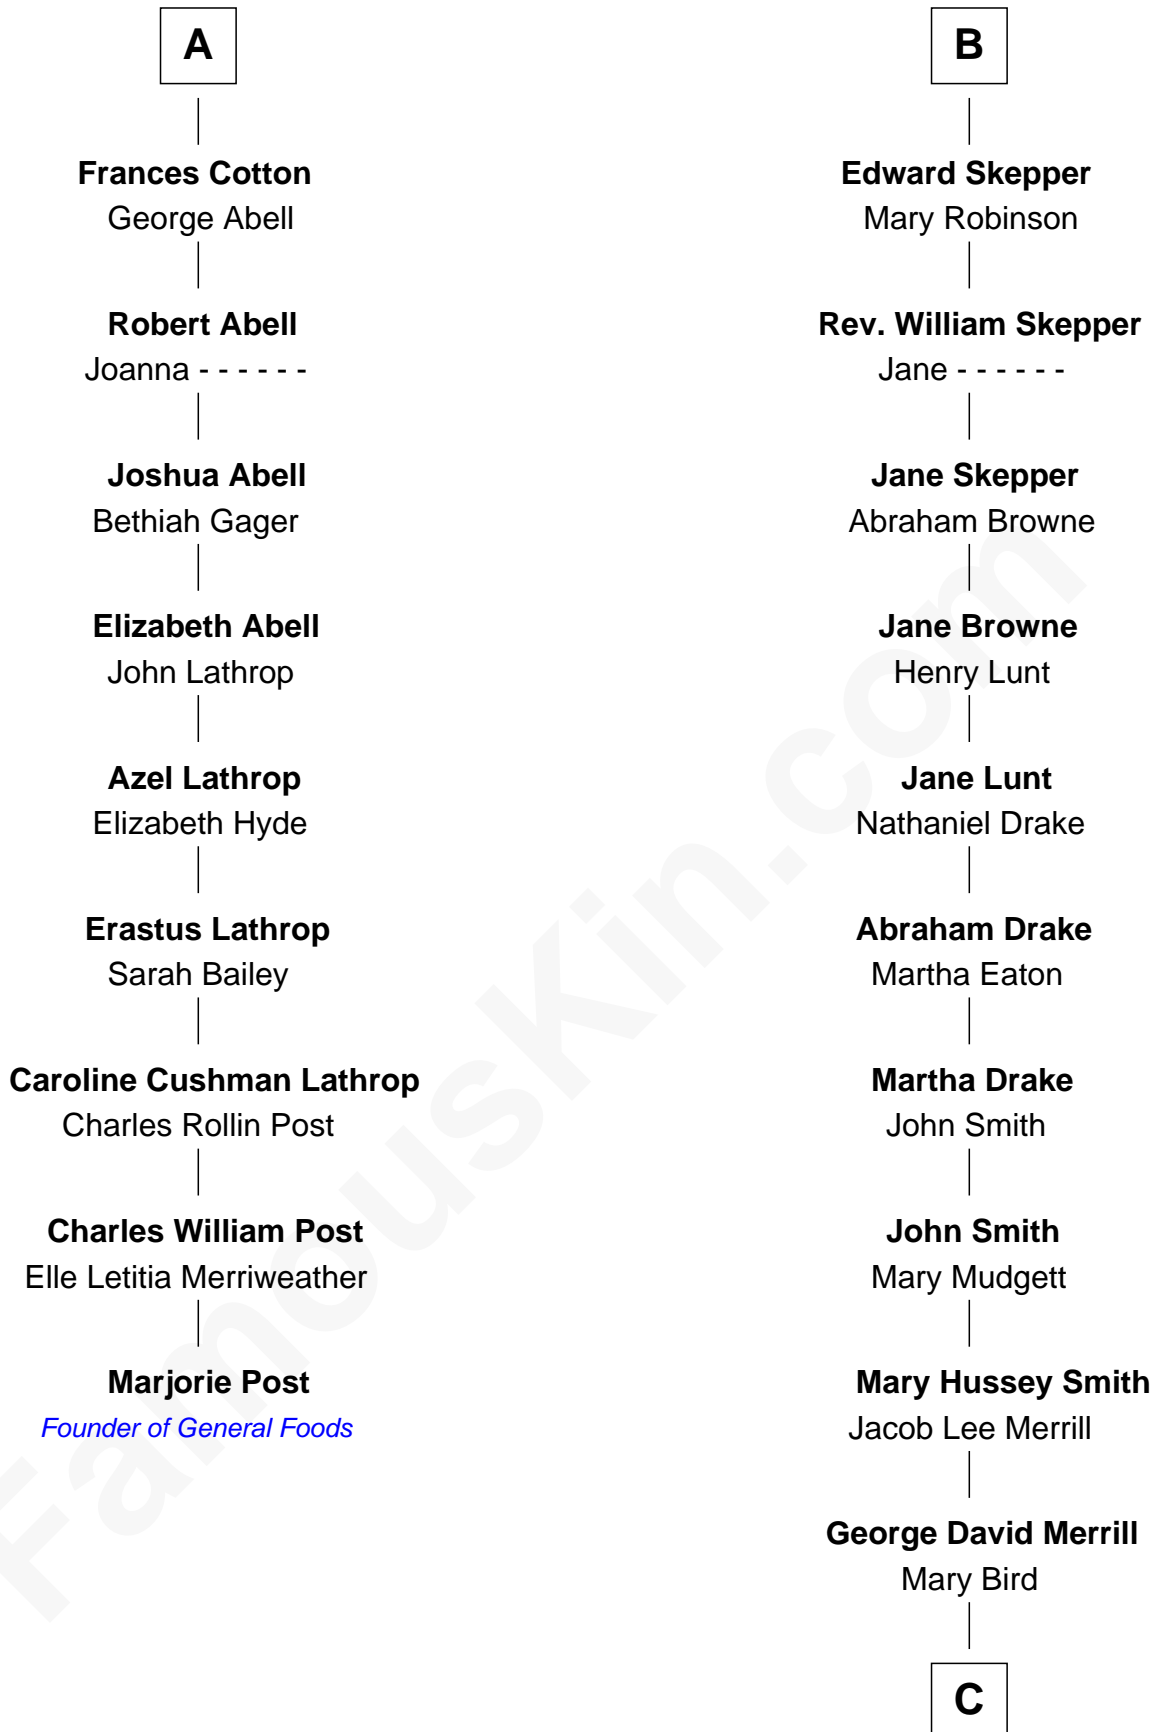 A
Frances Cotton
George Abell
Robert Abell
Joanna - - - - - -
Joshua Abell
Bethiah Gager
Elizabeth Abell
John Lathrop
Azel Lathrop
Elizabeth Hyde
Erastus Lathrop
Sarah Bailey
Caroline Cushman Lathrop
Charles Rollin Post
Charles William Post
Elle Letitia Merriweather
Marjorie Post
Founder of General Foods
B
Edward Skepper
Mary Robinson
Rev. William Skepper
Jane - - - - - -
Jane Skepper
Abraham Browne
Jane Browne
Henry Lunt
Jane Lunt
Nathaniel Drake
Abraham Drake
Martha Eaton
Martha Drake
John Smith
John Smith
Mary Mudgett
Mary Hussey Smith
Jacob Lee Merrill
George David Merrill
Mary Bird
C
FamousKin.com